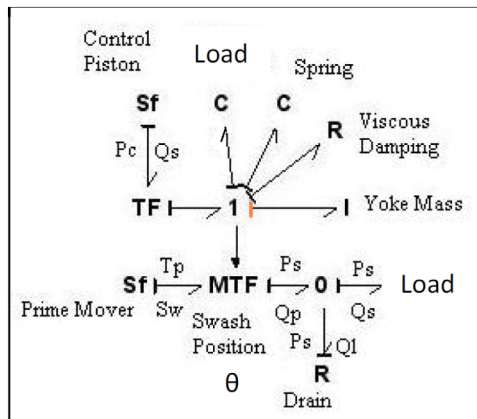 Control
Piston
Load
Spring
Sf
C
C
R
Viscous
Damping
Pc
Qs
TF
1
I
Yoke Mass
Tp
Ps
Ps
Sf
MTF
0
Load
Prime Mover
Sw
Swash
Position
Qp
Qs
Ps
Ql
θ
R
Drain